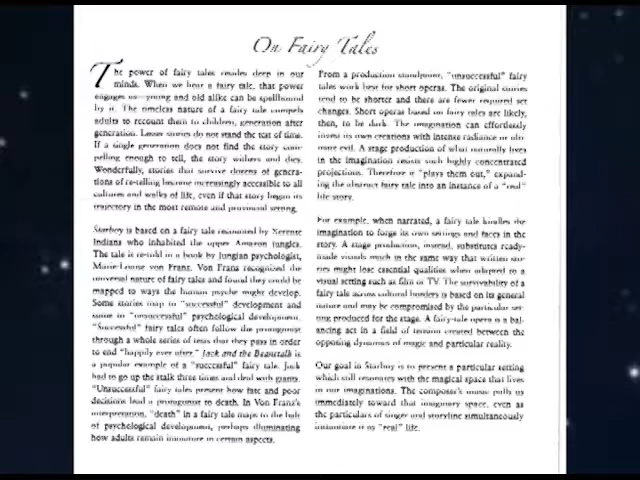 On Fairy Tales
The power of fairy tales resides deep in our
minds. When we hear a fairy tale, that power
engages us—young and old alike can be spellbound
by it. The timeless nature of a fairy tale compels
adults to recount them to children, generation after
generation. Lesser stories do not stand the test of time.
If a single generation does not find the story com-
pelling enough to tell, the story withers and dies.
Wonderfully, stories that survive dozens of genera-
tions of re-telling become increasingly accessible to all
cultures and walks of life, even if that story began its
trajectory in the most remote and provincial setting.
Starboy is based on a fairy tale recounted by Xerente
Indians who inhabited the upper Amazon jungles.
The tale is re-told in a book by Jungian psychologist,
Marie-Louise von Franz. Von Franz recognized the
universal nature of fairy tales and found they could be
mapped to ways the human psyche might develop.
Some stories map to "successful" development and
some to "unsuccessful" psychological development.
"Successful" fairy tales often follow the protagonist
through a whole series of tests that they pass in order
to end "happily ever after." Jack and the Beanstalk is
a popular example of a "successful" fairy tale. Jack
had to go up the stalk three times and deal with giants.
"Unsuccessful" fairy tales present how fate and poor
decisions lead a protagonist to death. In Von Franz's
interpretation, "death" in a fairy tale maps to the halt
of psychological development, perhaps illuminating
how adults remain immature in certain aspects.
From a production standpoint, "unsuccessful" fairy
tales work best for short operas. The original stories
tend to be shorter and there are fewer required set
changes. Short operas based on fairy tales are likely,
then, to be dark. The imagination can effortlessly
invest its own creations with intense radiance or ulti-
mate evil. A stage production of what naturally lives
in the imagination resists such highly concentrated
projections. Therefore it "plays them out," expand-
ing the abstract fairy tale into an instance of a "real"
life story.
For example, when narrated, a fairy tale kindles the
imagination to forge its own settings and faces in the
story. A stage production, instead, substitutes ready-
made visuals much in the same way that written sto-
ries might lose essential qualities when adapted to a
visual setting such as film or TV. The survivability of a
fairy tale across cultural borders is based on its general
nature and may be compromised by the particular set-
ting produced for the stage. A fairy-tale opera is a bal-
ancing act in a field of tension created between the
opposing dynamics of magic and particular reality.
Our goal in Starboy is to present a particular setting
which still resonates with the magical space that lives
in our imaginations. The composer's music pulls us
immediately toward that imaginary space, even as
the particulars of singer and storyline simultaneously
instantiate it in "real" life.